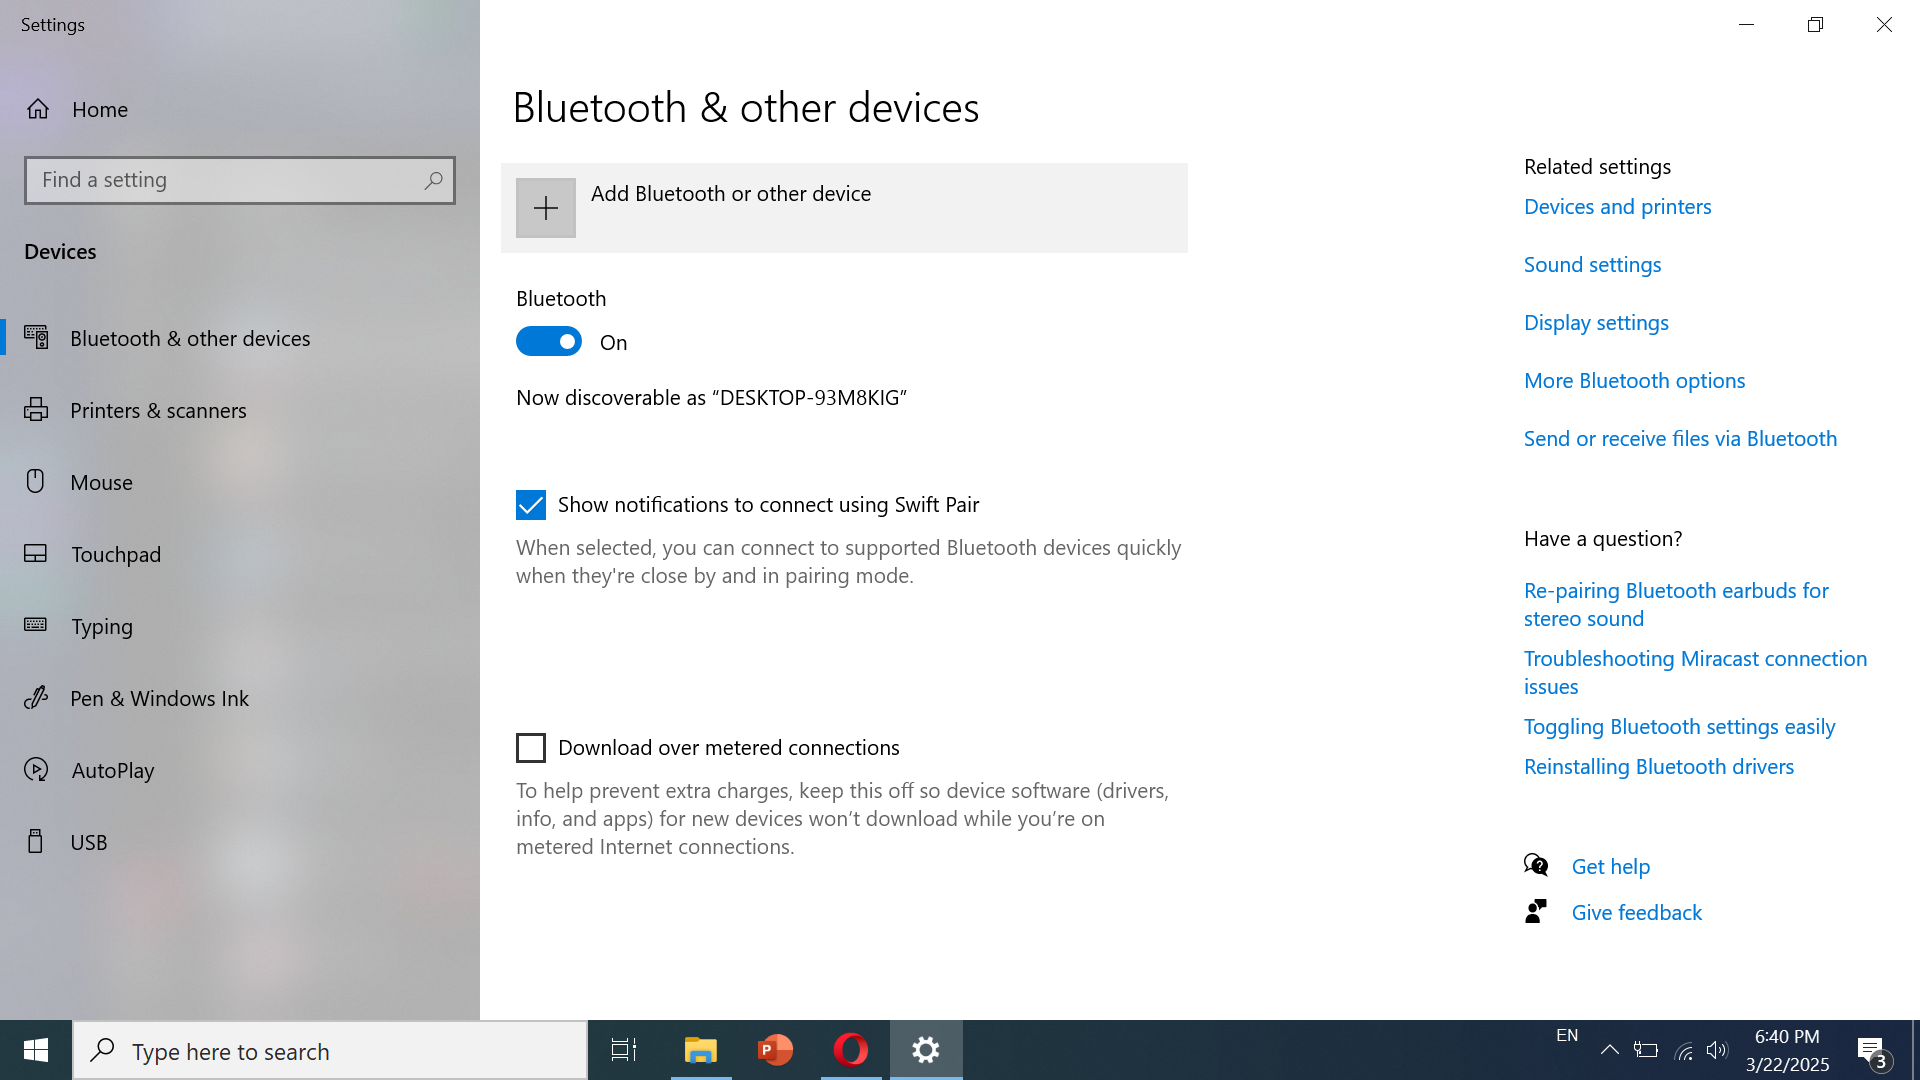 Settings
Home
Find a setting
Devices
Bluetooth & other devices
Printers & scanners
Mouse
Touchpad
Typing
Pen & Windows Ink
AutoPlay
USB
Bluetooth & other devices
Add Bluetooth or other device
Bluetooth
On
Now discoverable as “DESKTOP-93M8KIG”
Show notifications to connect using Swift Pair
When selected, you can connect to supported Bluetooth devices quickly
when they're close by and in pairing mode.
Download over metered connections
To help prevent extra charges, keep this off so device software (drivers,
info, and apps) for new devices won’t download while you’re on
metered Internet connections.
Related settings
Devices and printers
Sound settings
Display settings
More Bluetooth options
Send or receive files via Bluetooth
Have a question?
Re-pairing Bluetooth earbuds for
stereo sound
Troubleshooting Miracast connection
issues
Toggling Bluetooth settings easily
Reinstalling Bluetooth drivers
Get help
Give feedback
Type here to search
P
EN
6:40 PM
3/22/2025
3